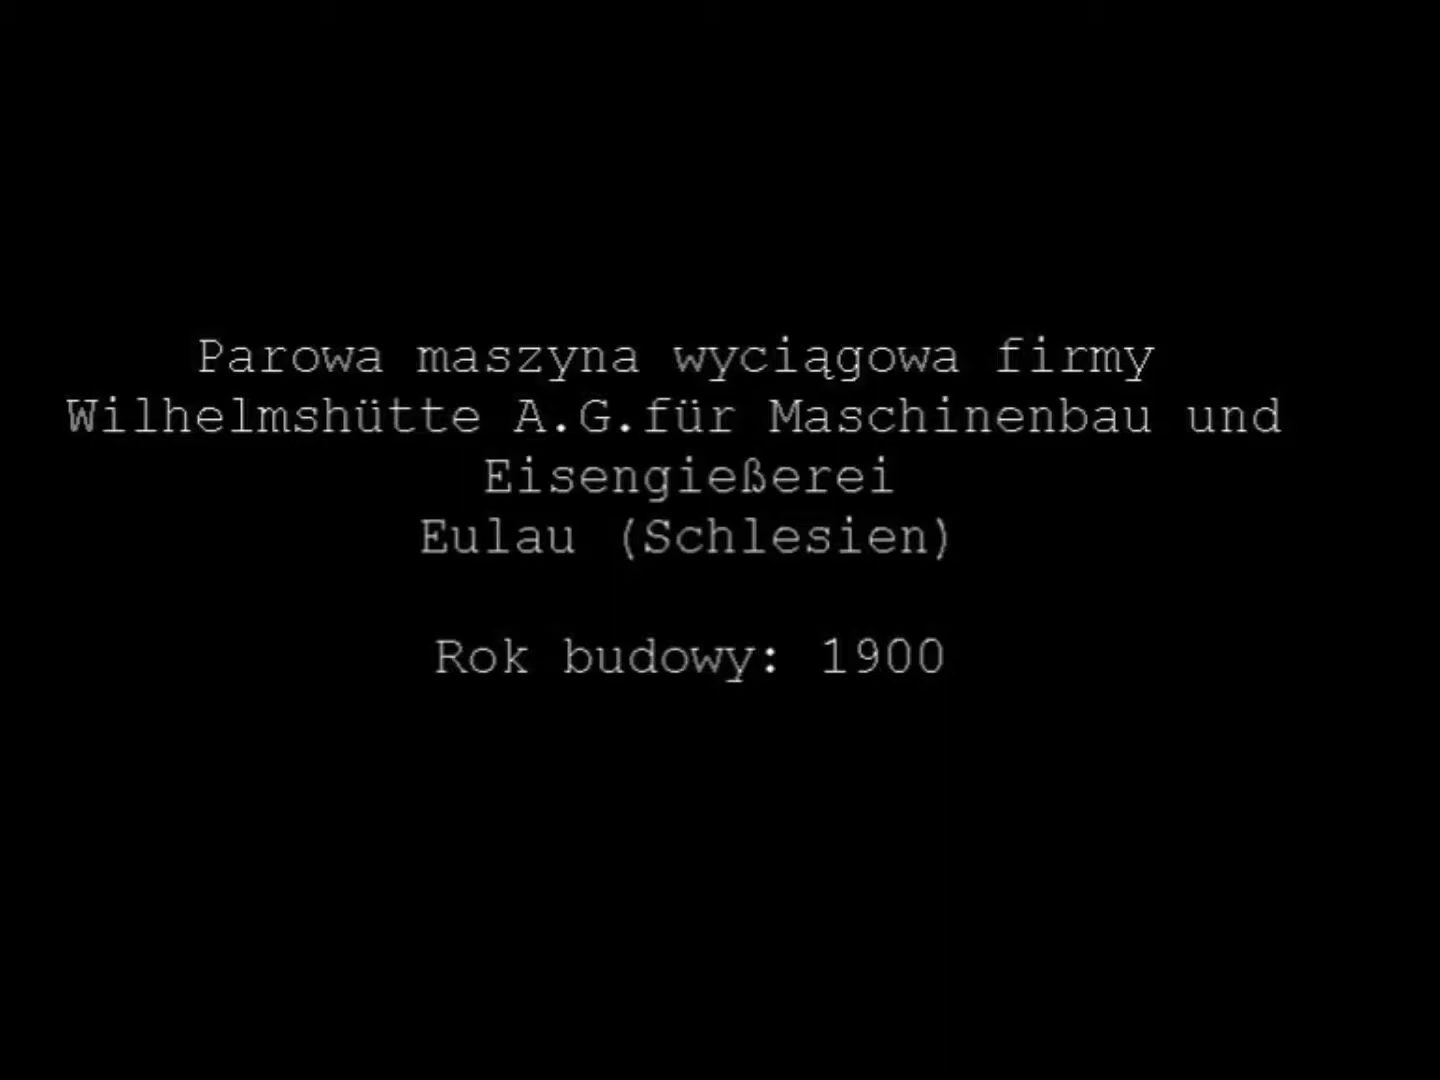 Parowa maszyna wyciągowa firmy
Wilhelmshütte A.G.für Maschinenbau und
Eisengießerei
Eulau (Schlesien)
Rok budowy: 1900